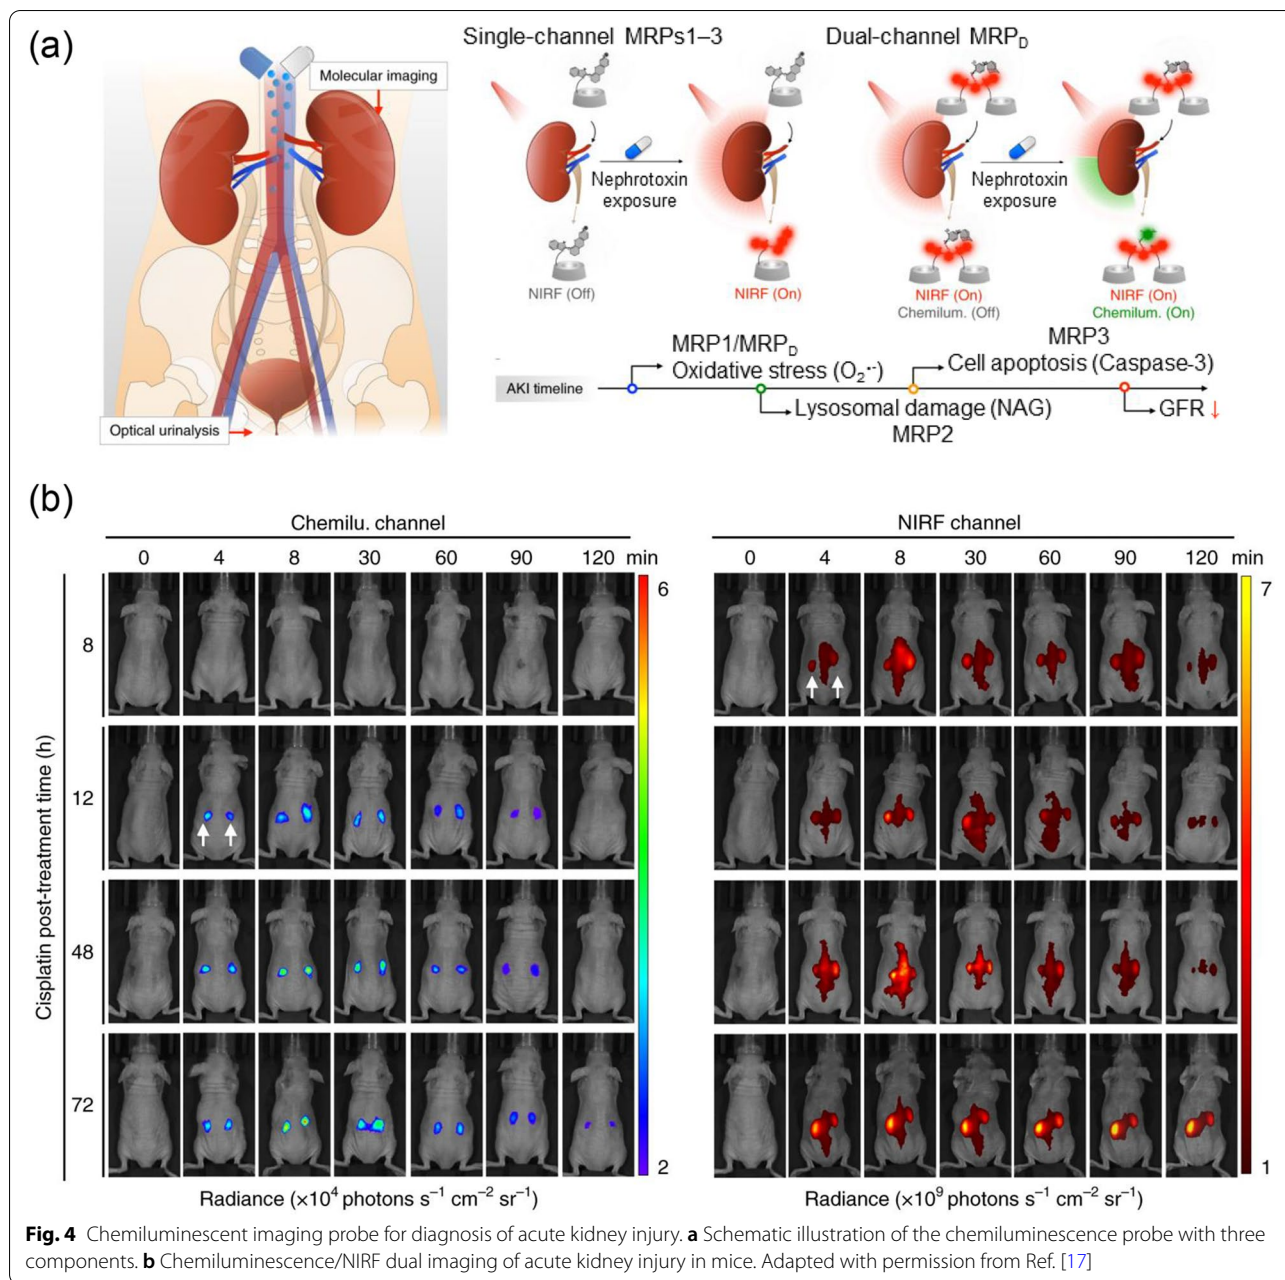 (a)
Molecular imaging
Optical urinalysis
Single-channel MRPs1–3
Dual-channel MRP_D
Nephrotoxin
exposure
Nephrotoxin
exposure
NIRF (Off)
NIRF (On)
NIRF (On)
Chemilum. (Off)
NIRF (On)
Chemilum. (On)
MRP1/MRP_D
Oxidative stress (O₂•−)
MRP3
Cell apoptosis (Caspase-3)
AKI timeline
Lysosomal damage (NAG)
MRP2
GFR ↓
(b)
Chemilu. channel
0 4 8 30 60 90 120 min
6
2
Cisplatin post-treatment time (h)
8
12
48
72
Radiance (×10⁴ photons s⁻¹ cm⁻² sr⁻¹)
NIRF channel
0 4 8 30 60 90 120 min
7
1
Radiance (×10⁹ photons s⁻¹ cm⁻² sr⁻¹)
Fig. 4 Chemiluminescent imaging probe for diagnosis of acute kidney injury. a Schematic illustration of the chemiluminescence probe with three
components. b Chemiluminescence/NIRF dual imaging of acute kidney injury in mice. Adapted with permission from Ref. [17]